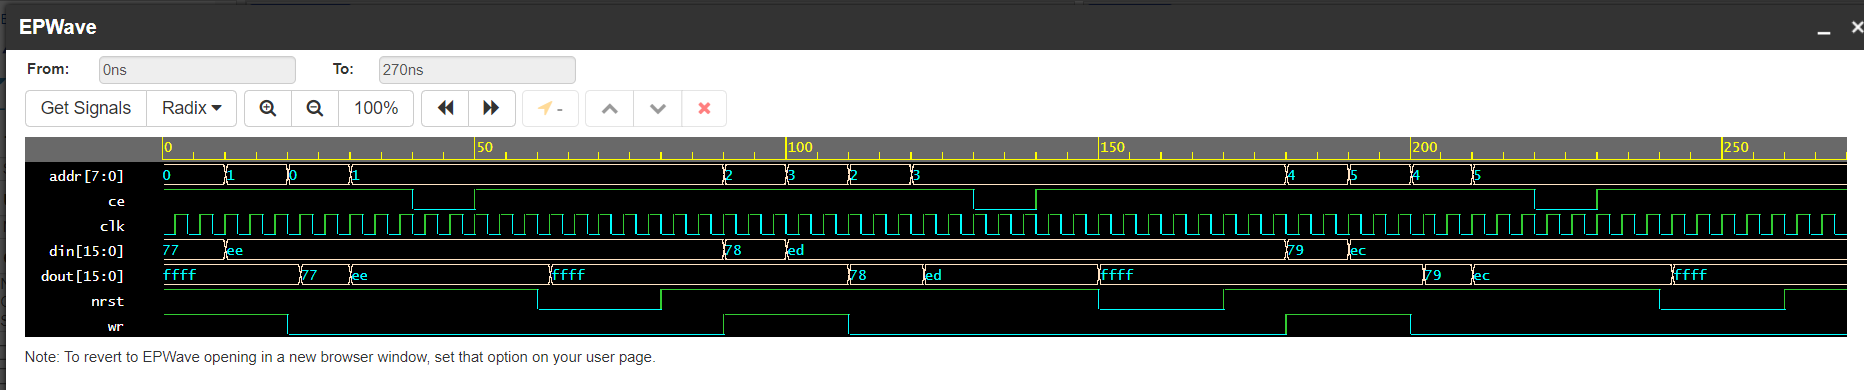 EPWave
From: 0ns To: 270ns
Get Signals Radix 100% -
0 50 100 150 200 250
addr[7:0] 0 1 0 1 2 3 2 3 4 5 4 5
ce
clk
din[15:0] 77 ee 78 ed 79 ec
dout[15:0] ffff 77 ee ffff 78 ed ffff 79 ec ffff
nrst
wr
Note: To revert to EPWave opening in a new browser window, set that option on your user page.